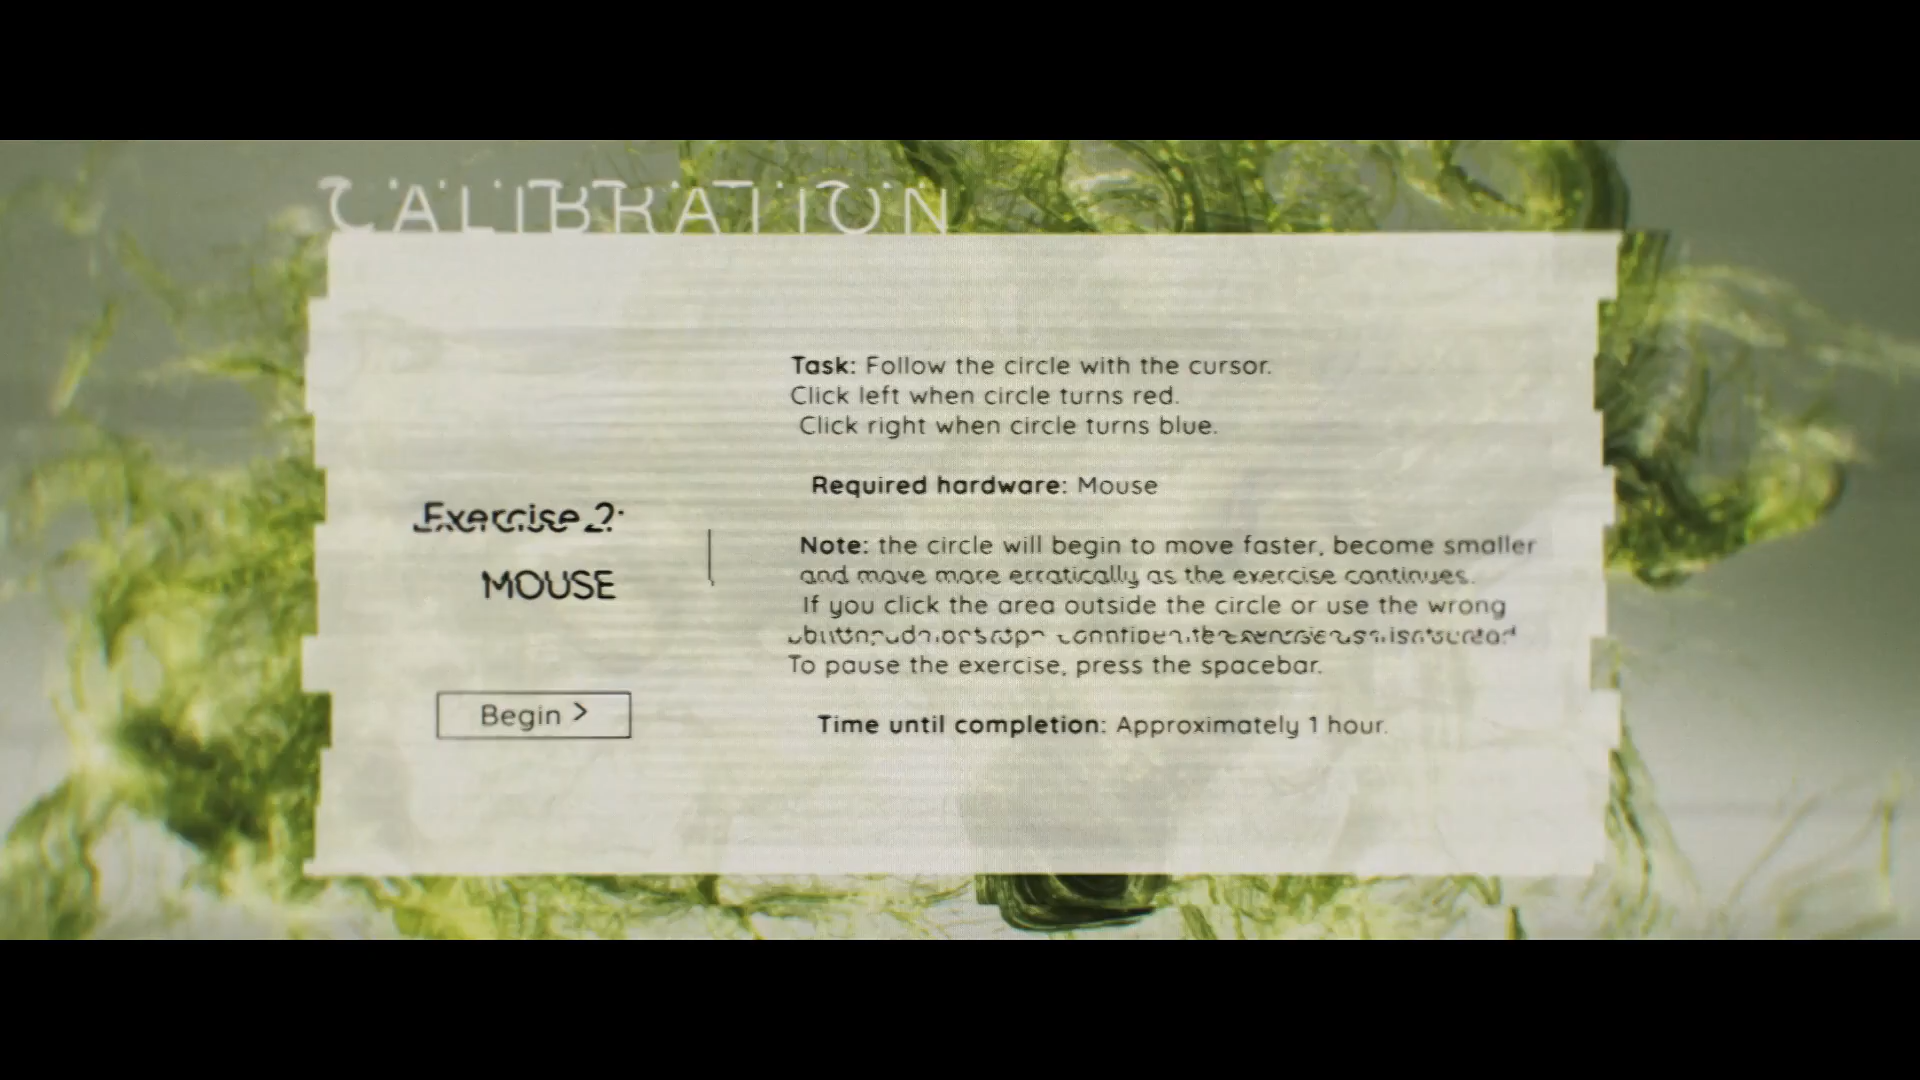 CALIBRATION
Task: Follow the circle with the cursor.
Click left when circle turns red.
Click right when circle turns blue.
Required hardware: Mouse
Exercise 2:
MOUSE
Note: the circle will begin to move faster, become smaller
and move more erratically as the exercise continues.
If you click the area outside the circle or use the wrong
To pause the exercise, press the spacebar.
Begin >
Time until completion: Approximately 1 hour.